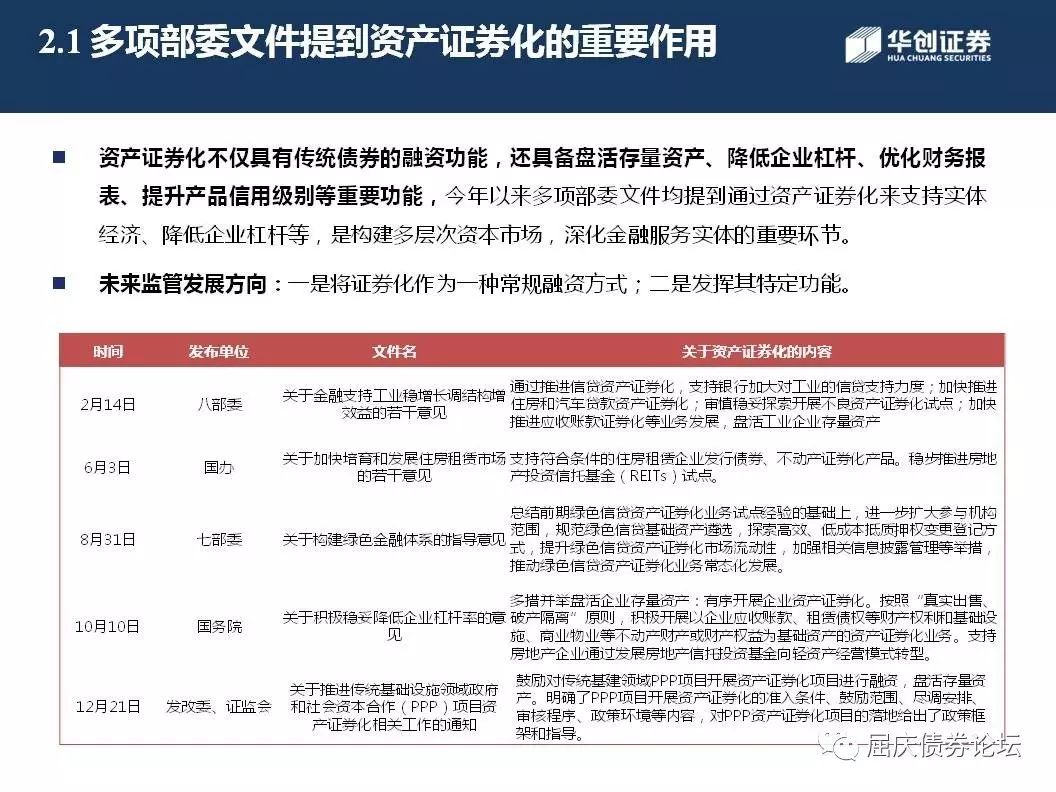 2.1 多项部委文件提到资产证券化的重要作用
华创证券
HUA CHUANG SECURITIES
资产证券化不仅具有传统债券的融资功能，还具备盘活存量资产、降低企业杠杆、优化财务报
表、提升产品信用级别等重要功能，今年以来多项部委文件均提到通过资产证券化来支持实体
经济、降低企业杠杆等，是构建多层次资本市场，深化金融服务实体的重要环节。
未来监管发展方向：一是将证券化作为一种常规融资方式；二是发挥其特定功能。
时间 发布单位 文件名 关于资产证券化的内容
2月14日
八部委
关于金融支持工业稳增长调结构增
效益的若干意见
通过推进信贷资产证券化，支持银行加大对工业的信贷支持力度；加快推进
住房和汽车贷款资产证券化；审慎稳妥探索开展不良资产证券化试点；加快
推进应收账款证券化等业务发展，盘活工业企业存量资产
6月3日
国办
关于加快培育和发展住房租赁市场
的若干意见
支持符合条件的住房租赁企业发行债券、不动产证券化产品。稳步推进房地
产投资信托基金（REITs）试点。
8月31日
七部委
关于构建绿色金融体系的指导意见
总结前期绿色信贷资产证券化业务试点经验的基础上，进一步扩大参与机构
范围，规范绿色信贷基础资产遴选，探索高效、低成本抵质押权变更登记方
式，提升绿色信贷资产证券化市场流动性，加强相关信息披露管理等举措，
推动绿色信贷资产证券化业务常态化发展。
10月10日
国务院
关于积极稳妥降低企业杠杆率的意
见
多措并举盘活企业存量资产：有序开展企业资产证券化。按照“真实出售、
破产隔离”原则，积极开展以企业应收账款、租赁债权等财产权利和基础设
施、商业物业等不动产财产或财产权益为基础资产的资产证券化业务。支持
房地产企业通过发展房地产信托投资基金向轻资产经营模式转型。
12月21日
发改委、证监会
关于推进传统基础设施领域政府
和社会资本合作（PPP）项目资
产证券化相关工作的通知
鼓励对传统基建领域PPP项目开展资产证券化项目进行融资，盘活存量资
产。明确了PPP项目开展资产证券化的准入条件、鼓励范围、尽调安排、
审核程序、政策环境等内容，对PPP资产证券化项目的落地给出了政策框
架和指导。
屈庆债券论坛